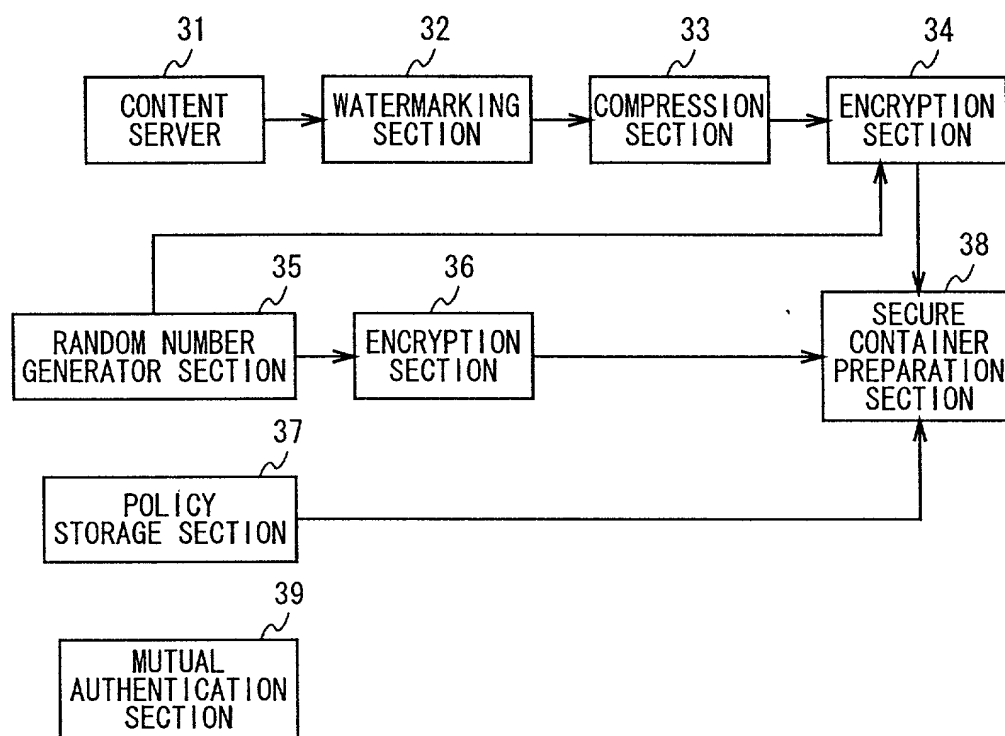 31
32
33
34
CONTENT
SERVER
WATERMARKING
SECTION
COMPRESSION
SECTION
ENCRYPTION
SECTION
35
36
38
RANDOM NUMBER
GENERATOR SECTION
ENCRYPTION
SECTION
SECURE
CONTAINER
PREPARATION
SECTION
37
POLICY
STORAGE SECTION
39
MUTUAL
AUTHENTICATION
SECTION